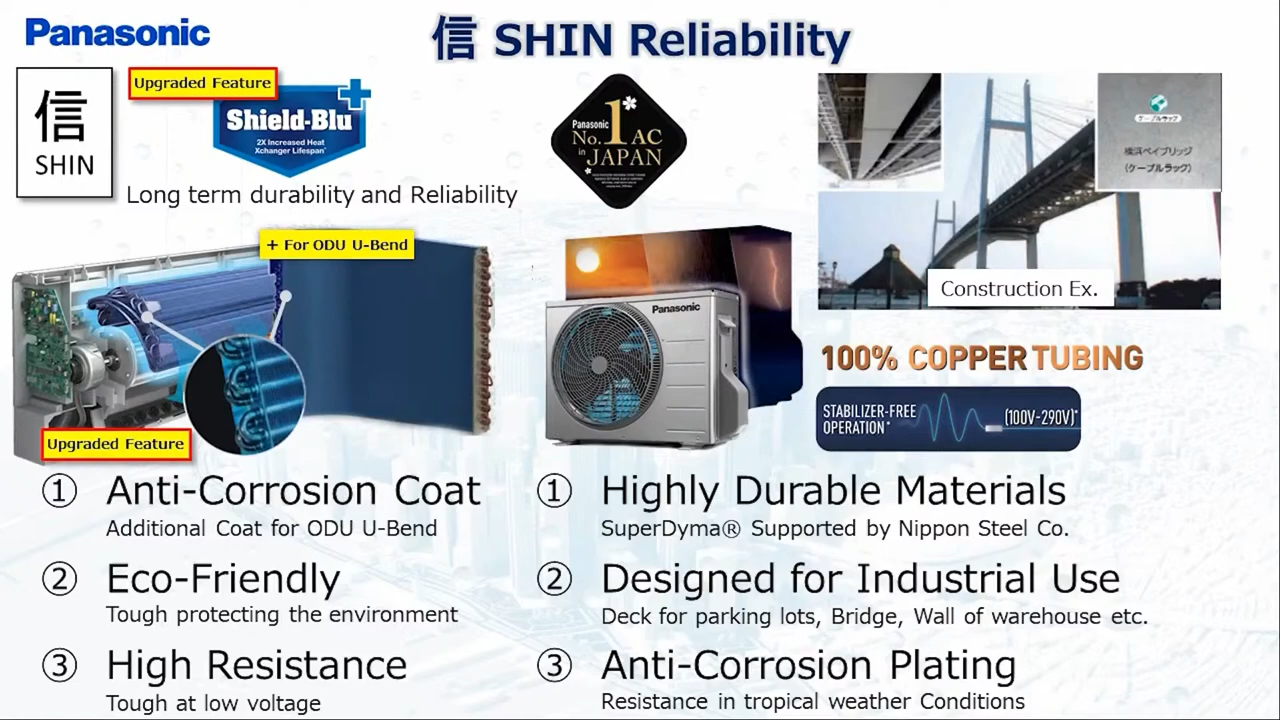 Panasonic
信 SHIN Reliability
信
SHIN
Upgraded Feature
Shield-Blu+
2X Increased Heat
Xchanger Lifespan*
Long term durability and Reliability
Panasonic
No.1 AC
in JAPAN
横浜ベイブリッジ
(ケーブルラック)
Construction Ex.
+ For ODU U-Bend
Upgraded Feature
Panasonic
100% COPPER TUBING
STABILIZER-FREE
OPERATION*
(100V-290V)*
① Anti-Corrosion Coat
Additional Coat for ODU U-Bend
② Eco-Friendly
Tough protecting the environment
③ High Resistance
Tough at low voltage
① Highly Durable Materials
SuperDyma® Supported by Nippon Steel Co.
② Designed for Industrial Use
Deck for parking lots, Bridge, Wall of warehouse etc.
③ Anti-Corrosion Plating
Resistance in tropical weather Conditions